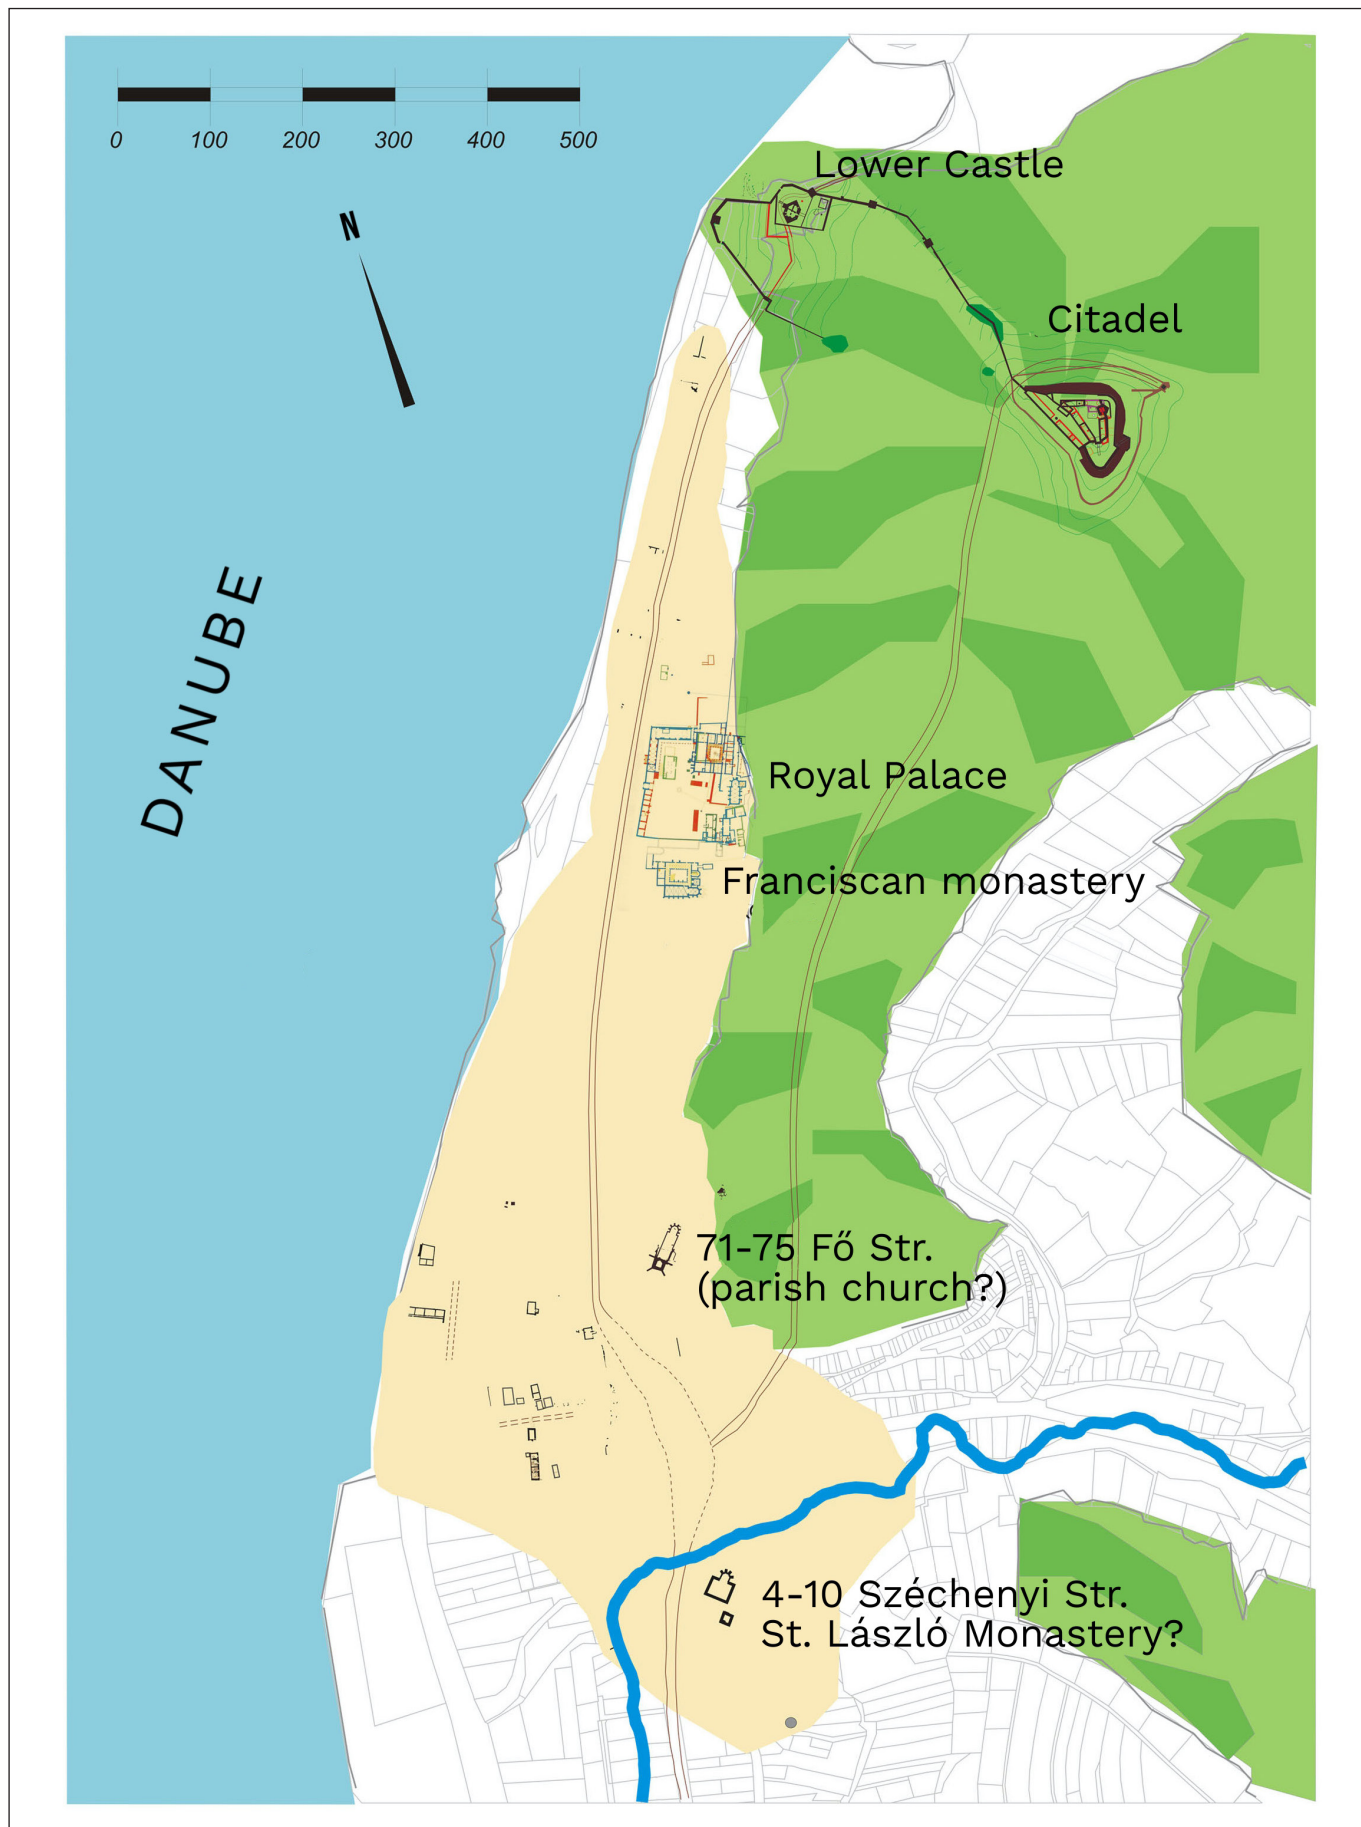 0 100 200 300 400 500
N
Lower Castle
Citadel
DANUBE
Royal Palace
Franciscan monastery
71-75 Fő Str.
(parish church?)
4-10 Széchenyi Str.
St. László Monastery?